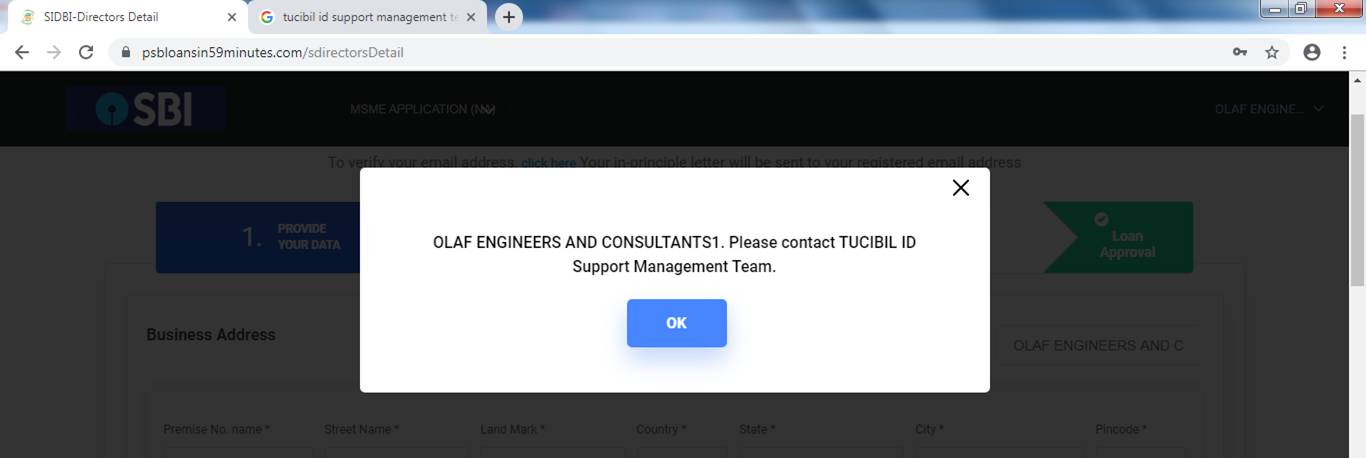 SIDBI-Directors Detail
tucibil id support management te
psbloansin59minutes.com/sdirectorsDetail
SBI
MSME APPLICATION
OLAF ENGINE...
To verify your email address, click here Your in-principle letter will be sent to your registered email address
1. PROVIDE
YOUR DATA
Loan
Approval
OLAF ENGINEERS AND CONSULTANTS1. Please contact TUCIBIL ID
Support Management Team.
OK
Business Address
OLAF ENGINEERS AND C
Premise No. name * Street Name * Land Mark * Country * State * City * Pincode *